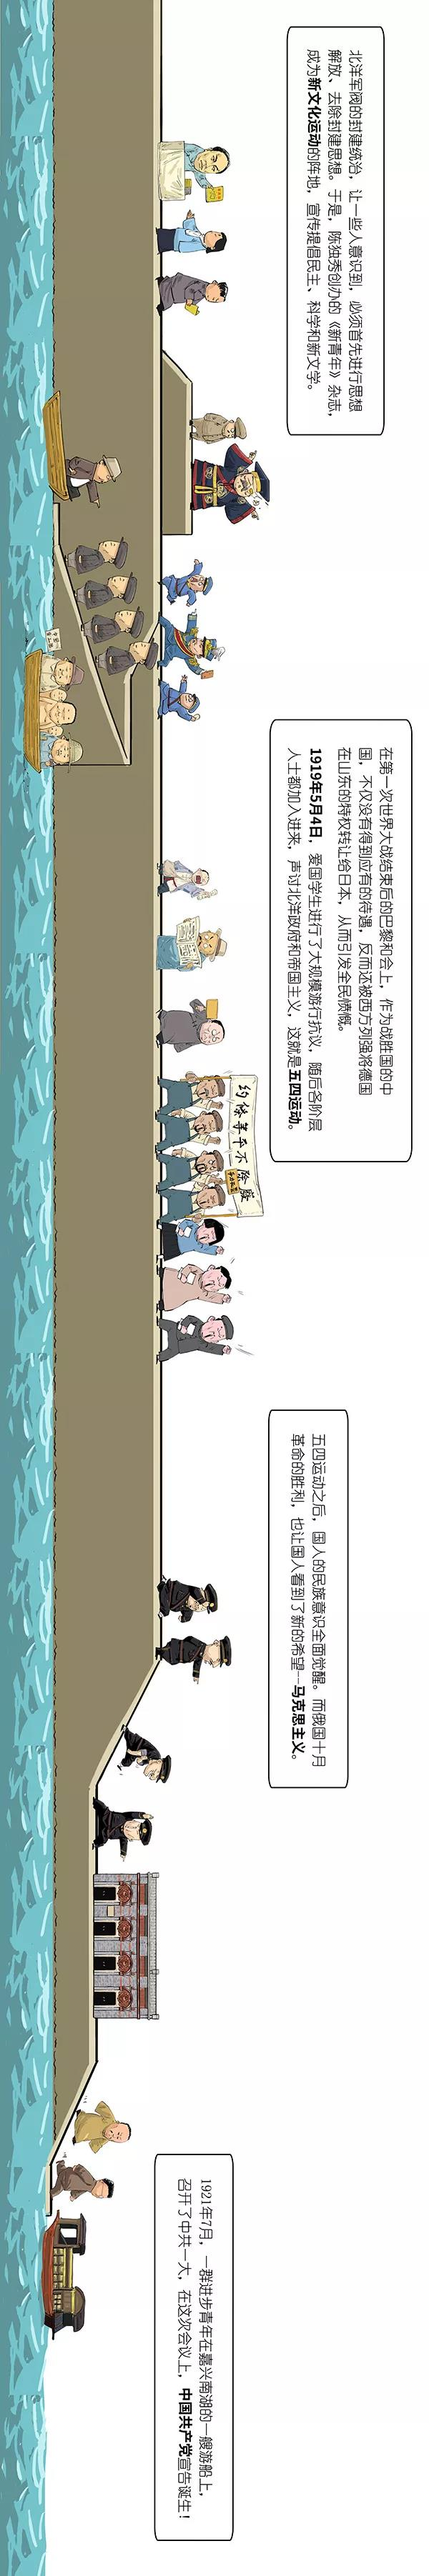 北洋军阀的封建统治，让一些人意识到，必须首先进行思想
解放、去除封建思想。于是，陈独秀创办的《新青年》杂志，
成为新文化运动的阵地，宣传提倡民主、科学和新文学。
在第一次世界大战结束后的巴黎和会上，作为战胜国的中
国，不仅没有得到应有的待遇，反而还被西方列强将德国
在山东的特权转让给日本，从而引发全民愤慨。
1919年5月4日，爱国学生进行了大规模游行抗议，随后各阶层
人士都加入进来，声讨北洋政府和帝国主义，这就是五四运动。
约条等平不除废
五四运动之后，国人的民族意识全面觉醒。而俄国十月
革命的胜利，也让国人看到了新的希望--马克思主义。
1921年7月，一群进步青年在嘉兴南湖的一艘游船上，
召开了中共一大，在这次会议上，中国共产党宣告诞生！